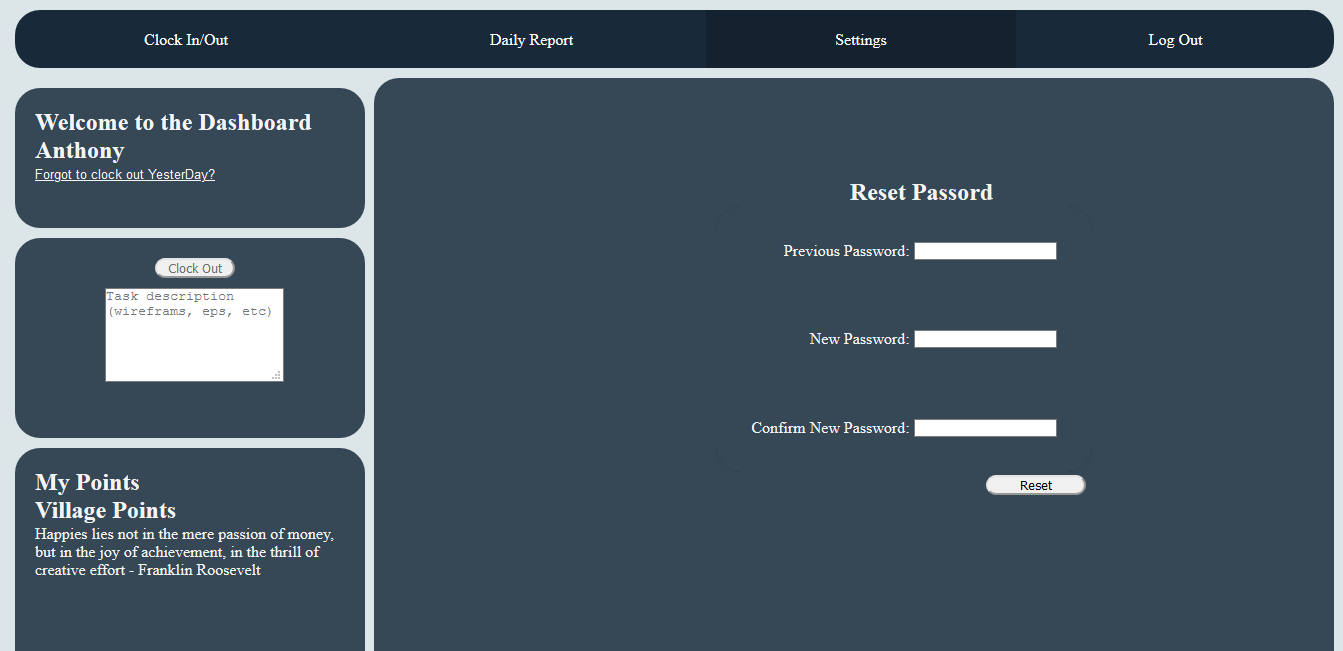 Clock In/Out
Daily Report
Settings
Log Out
Welcome to the Dashboard
Anthony
Forgot to clock out YesterDay?
Clock Out
Task description
(wireframs, eps, etc)
My Points
Village Points
Happies lies not in the mere passion of money,
but in the joy of achievement, in the thrill of
creative effort - Franklin Roosevelt
Reset Passord
Previous Password:
New Password:
Confirm New Password:
Reset